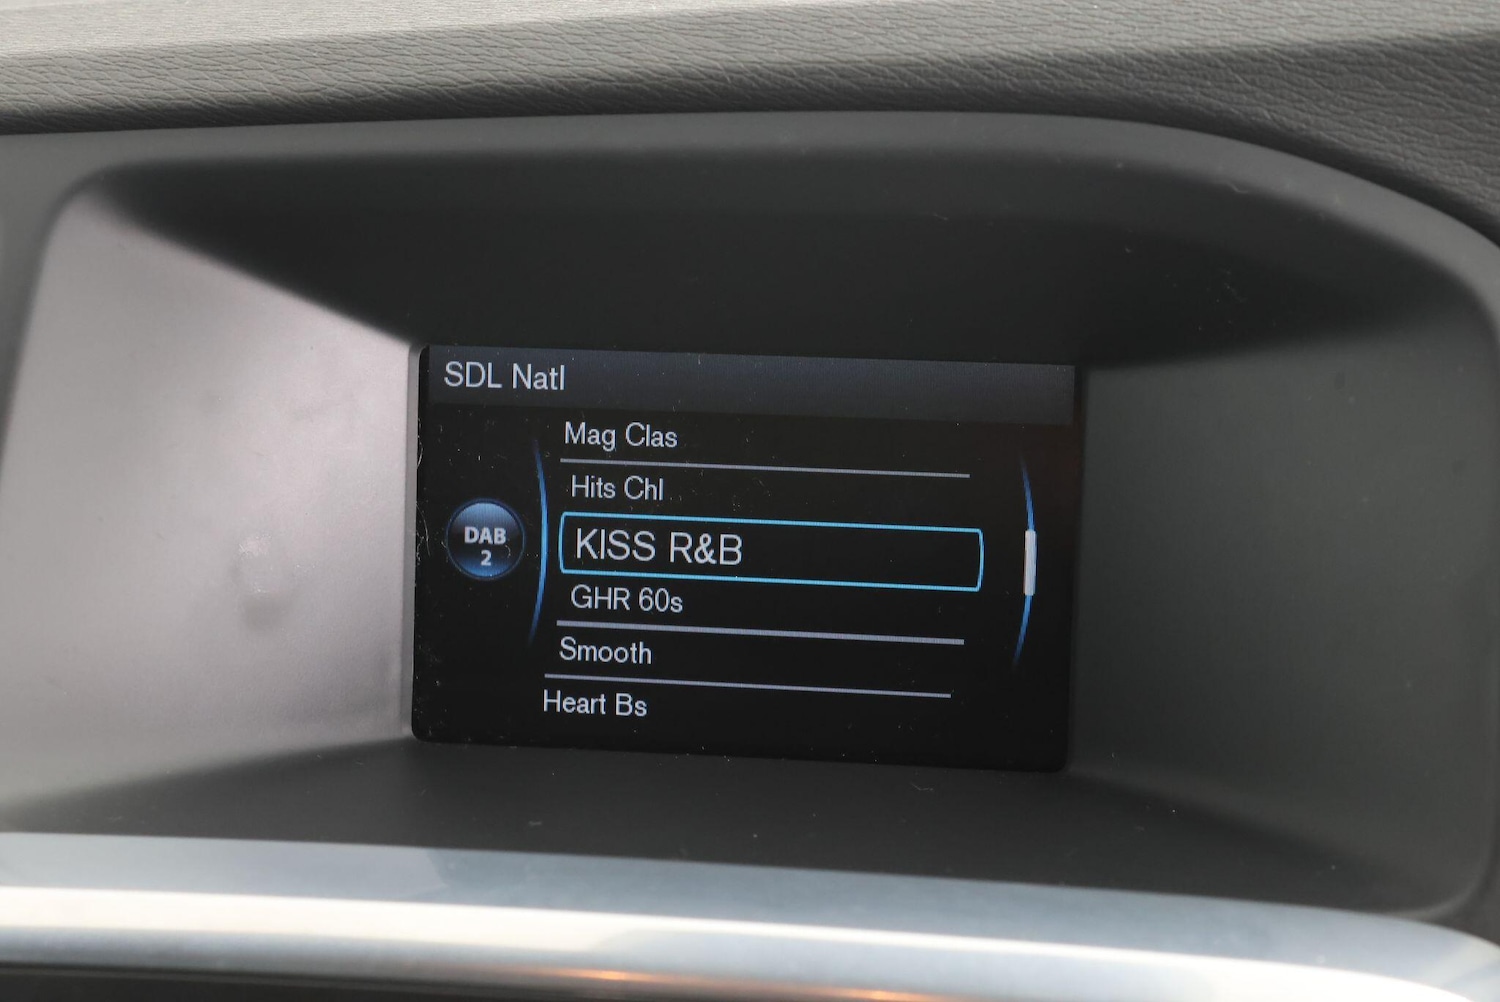 SDL Natl
Mag Clas
Hits Chl
DAB
2
KISS R&B
GHR 60s
Smooth
Heart Bs